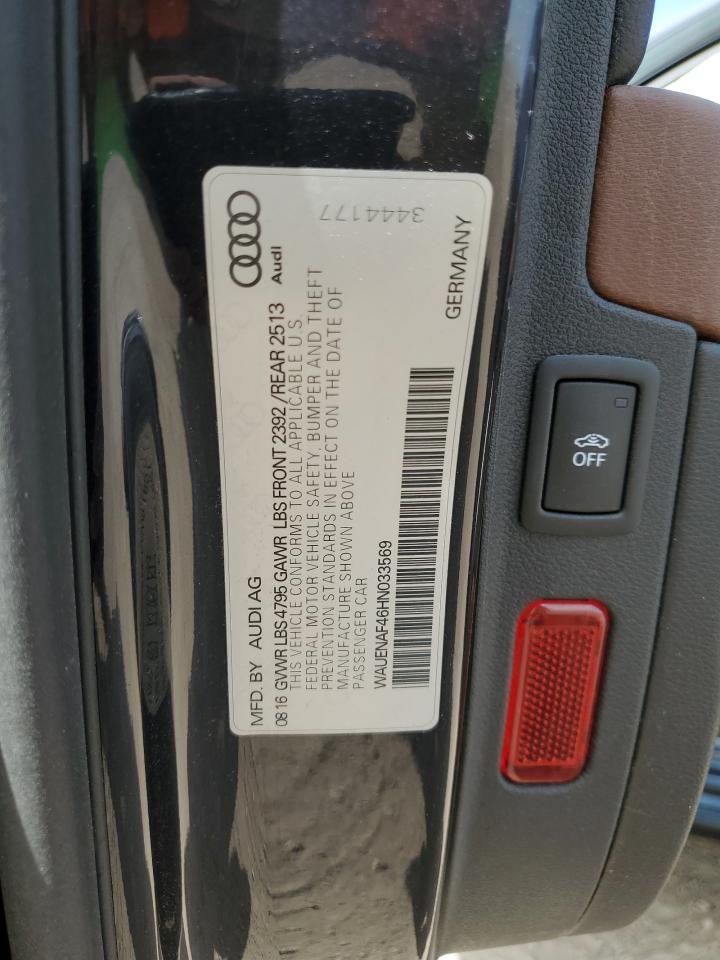 Audi
3444177
MFD. BY AUDI AG
0816 GVWR LBS 4795 GAWR LBS FRONT 2392 /REAR 2513
THIS VEHICLE CONFORMS TO ALL APPLICABLE U.S.
FEDERAL MOTOR VEHICLE SAFETY, BUMPER AND THEFT
PREVENTION STANDARDS IN EFFECT ON THE DATE OF
MANUFACTURE SHOWN ABOVE
PASSENGER CAR
WAUENAF46HN033569
GERMANY
OFF